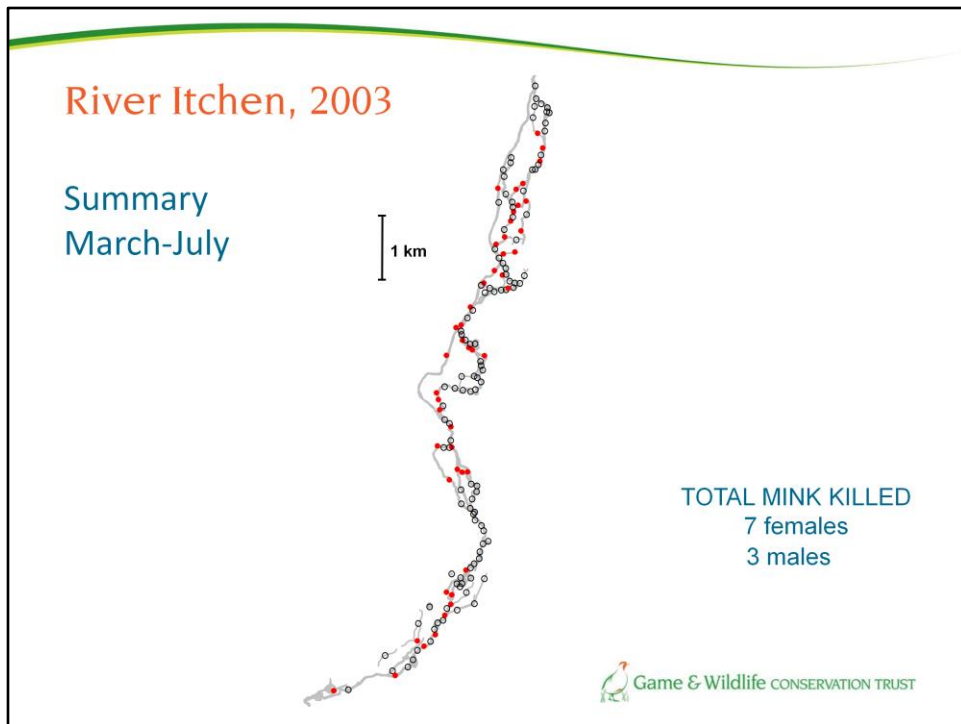 River Itchen, 2003
Summary
March-July
1 km
TOTAL MINK KILLED
7 females
3 males
Game & Wildlife CONSERVATION TRUST